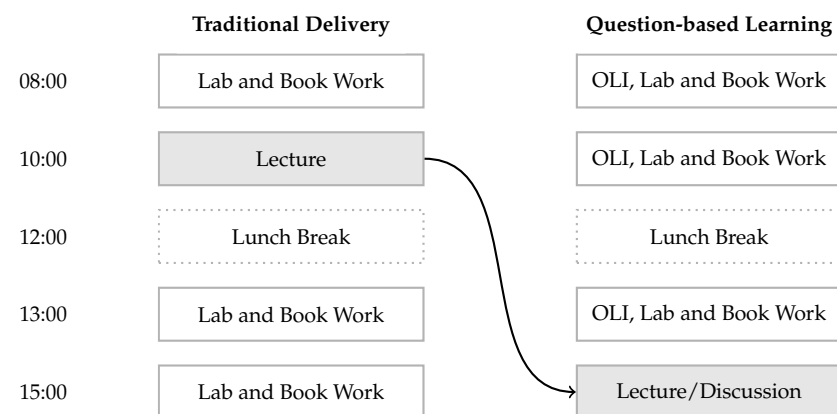 Traditional Delivery Question-based Learning
08:00 Lab and Book Work OLI, Lab and Book Work
10:00 Lecture OLI, Lab and Book Work
12:00 Lunch Break Lunch Break
13:00 Lab and Book Work OLI, Lab and Book Work
15:00 Lab and Book Work Lecture/Discussion